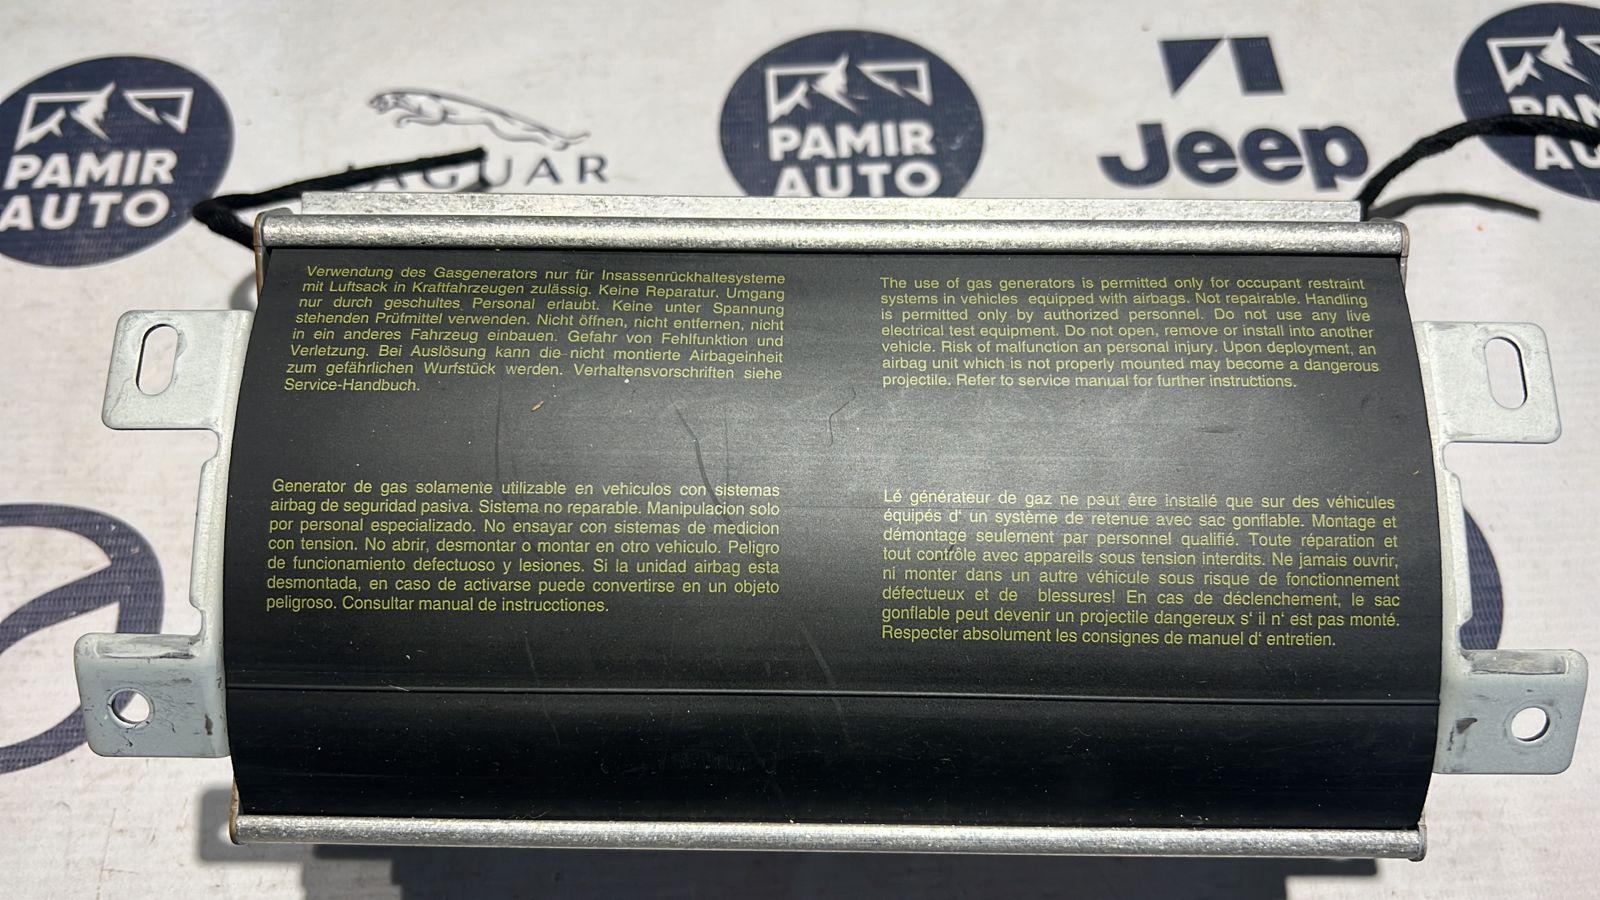 PAMIR
AUTO
JAGUAR
PAMIR
AUTO
Jeep
Verwendung des Gasgenerators nur für Insassenrückhaltesysteme
mit Luftsack in Kraftfahrzeugen zulässig. Keine Reparatur. Umgang
nur durch geschultes Personal erlaubt. Keine unter Spannung
stehenden Prüfmittel verwenden. Nicht öffnen, nicht entfernen, nicht
in ein anderes Fahrzeug einbauen. Gefahr von Fehlfunktion und
Verletzung. Bei Auslösung kann die nicht montierte Airbageinheit
zum gefährlichen Wurfstück werden. Verhaltensvorschriften siehe
Service-Handbuch.
The use of gas generators is permitted only for occupant restraint
systems in vehicles equipped with airbags. Not repairable. Handling
is permitted only by authorized personnel. Do not use any live
electrical test equipment. Do not open, remove or install into another
vehicle. Risk of malfunction an personal injury. Upon deployment, an
airbag unit which is not properly mounted may become a dangerous
projectile. Refer to service manual for further instructions.
Generator de gas solamente utilizable en vehiculos con sistemas
airbag de seguridad pasiva. Sistema no reparable. Manipulacion solo
por personal especializado. No ensayar con sistemas de medicion
con tension. No abrir, desmontar o montar en otro vehiculo. Peligro
de funcionamiento defectuoso y lesiones. Si la unidad airbag esta
desmontada, en caso de activarse puede convertirse en un objeto
peligroso. Consultar manual de instrucctiones.
Lé générateur de gaz ne peut être installé que sur des véhicules
équipés d' un système de retenue avec sac gonflable. Montage et
démontage seulement par personnel qualifié. Toute réparation et
tout contrôle avec appareils sous tension interdits. Ne jamais ouvrir,
ni monter dans un autre véhicule sous risque de fonctionnement
défectueux et de blessures! En cas de déclenchement, le sac
gonflable peut devenir un projectile dangereux s' il n' est pas monté.
Respecter absolument les consignes de manuel d' entretien.